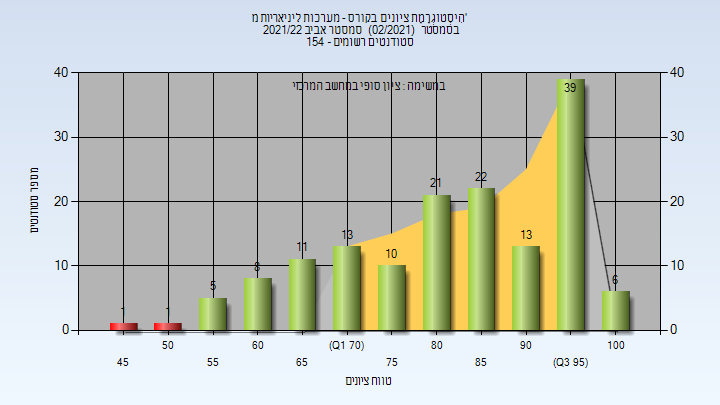 היסטוגרמת ציונים בקורס - מערכות ליניאריות מ'
בסמסטר (02/2021) סמסטר אביב 2021/22
סטודנטים רשומים - 154
במשימה : ציון סופי במחשב המרכזי
מספר סטודנטים
40 40
30 30
20 20
10 10
0 0
1 1 5 8 11 13 10 21 22 13 39 6
45 50 55 60 65 (Q1 70) 75 80 85 90 (Q3 95) 100
טווח ציונים